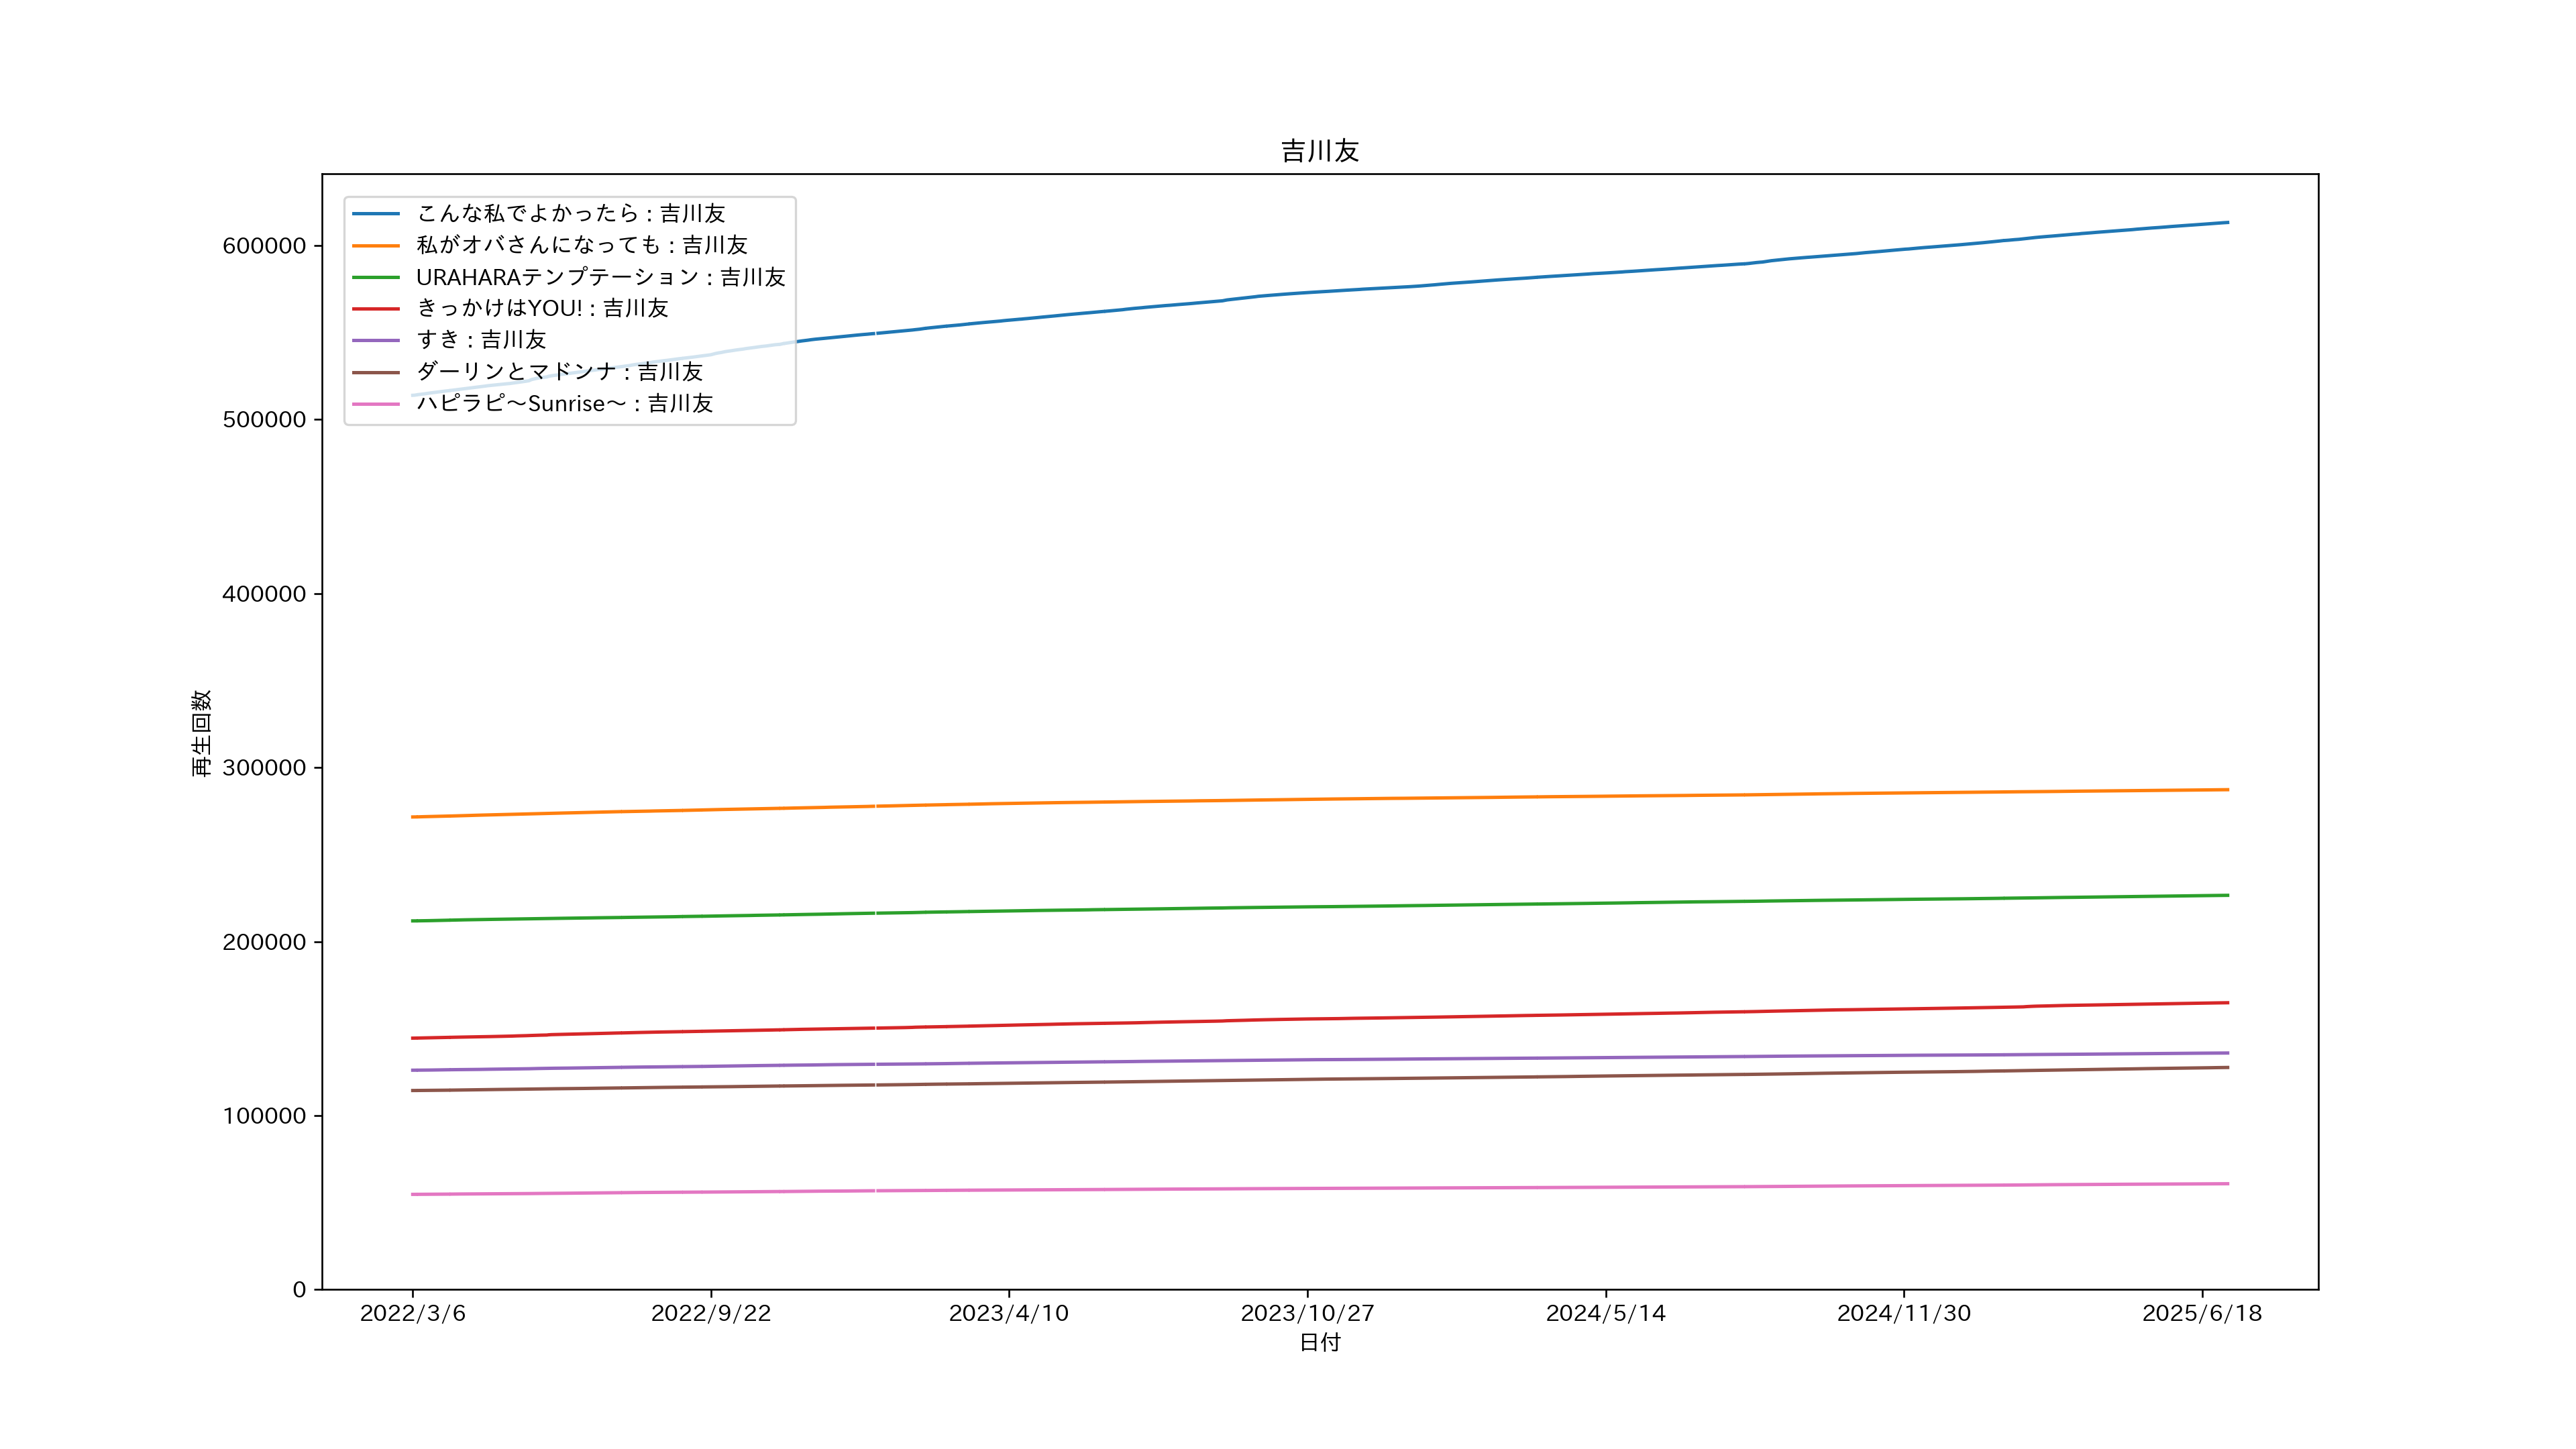 吉川友
こんな私でよかったら : 吉川友
私がオバさんになっても : 吉川友
URAHARAテンプテーション : 吉川友
きっかけはYOU! : 吉川友
すき : 吉川友
ダーリンとマドンナ : 吉川友
ハピラピ～Sunrise～ : 吉川友
600000
500000
400000
300000
200000
100000
0
再生回数
2022/3/6 2022/9/22 2023/4/10 2023/10/27 2024/5/14 2024/11/30 2025/6/18
日付